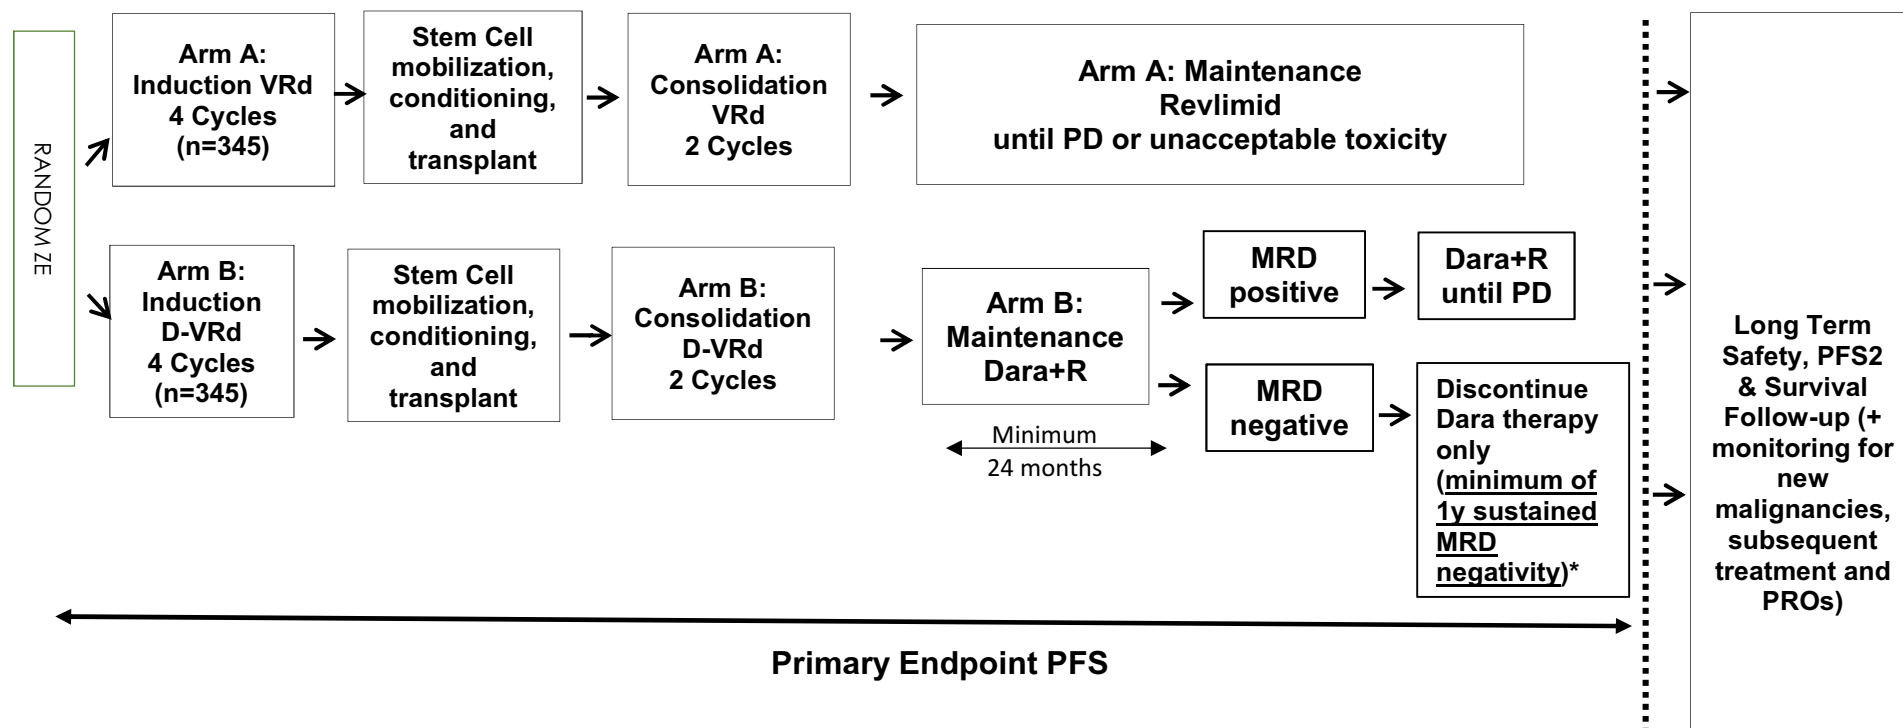 RANDOM ZE
Arm A:
Induction VRd
4 Cycles
(n=345)
Stem Cell
mobilization,
conditioning,
and
transplant
Arm A:
Consolidation
VRd
2 Cycles
Arm A: Maintenance
Revlimid
until PD or unacceptable toxicity
Arm B:
Induction
D-VRd
4 Cycles
(n=345)
Stem Cell
mobilization,
conditioning,
and
transplant
Arm B:
Consolidation
D-VRd
2 Cycles
Arm B:
Maintenance
Dara+R
Minimum
24 months
MRD
positive
Dara+R
until PD
MRD
negative
Discontinue
Dara therapy
only
(minimum of
1y sustained
MRD
negativity)*
Long Term
Safety, PFS2
& Survival
Follow-up (+
monitoring for
new
malignancies,
subsequent
treatment and
PROs)
Primary Endpoint PFS